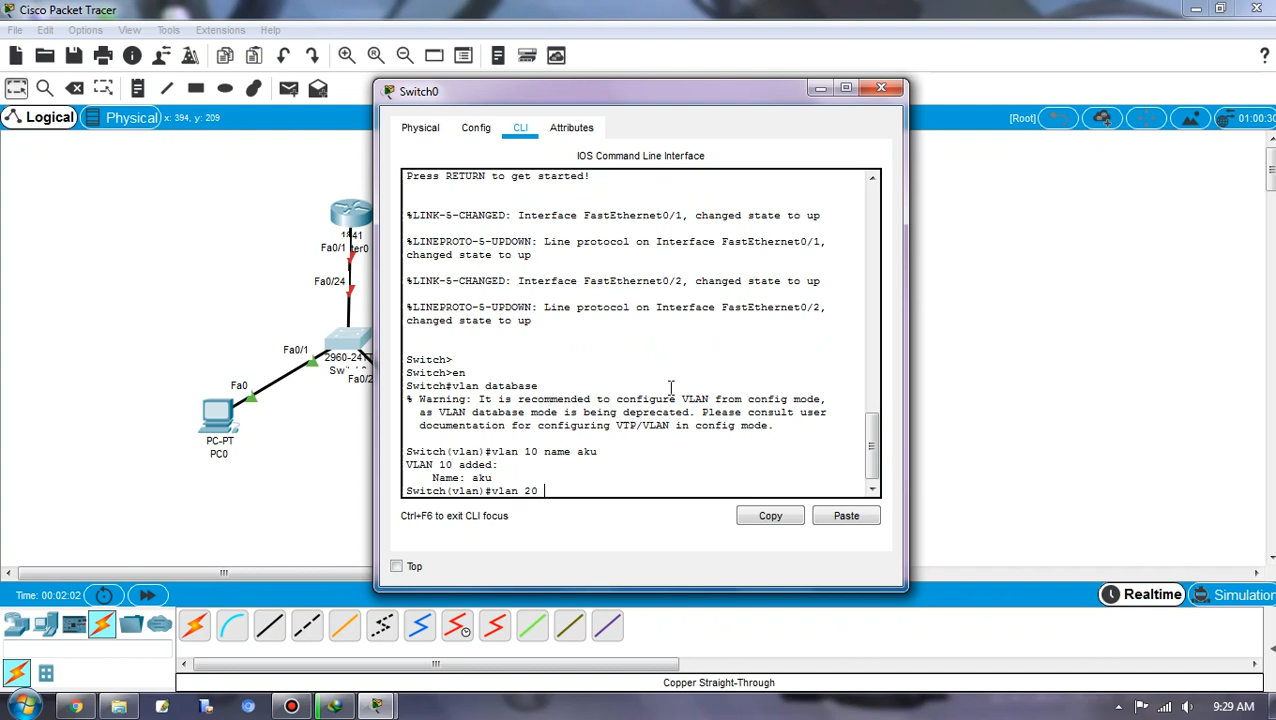 Cisco Packet Tracer
File Edit Options View Tools Extensions Help
?
Logical
Physical x: 394, y: 209
[Root]
01:00:30
Switch0
Physical Config CLI Attributes
IOS Command Line Interface
Press RETURN to get started!
%LINK-5-CHANGED: Interface FastEthernet0/1, changed state to up
%LINEPROTO-5-UPDOWN: Line protocol on Interface FastEthernet0/1,
changed state to up
%LINK-5-CHANGED: Interface FastEthernet0/2, changed state to up
%LINEPROTO-5-UPDOWN: Line protocol on Interface FastEthernet0/2,
changed state to up
Switch>
Switch>en
Switch#vlan database
% Warning: It is recommended to configure VLAN from config mode,
as VLAN database mode is being deprecated. Please consult user
documentation for configuring VTP/VLAN in config mode.
Switch(vlan)#vlan 10 name aku
VLAN 10 added:
Name: aku
Switch(vlan)#vlan 20
Ctrl+F6 to exit CLI focus
Copy
Paste
Top
Fa0/1
Fa0/24
Fa0/1
2960-24TT
Fa0/2
Fa0
PC-PT
PC0
Time: 00:02:02
Realtime
Simulation
Copper Straight-Through
9:29 AM